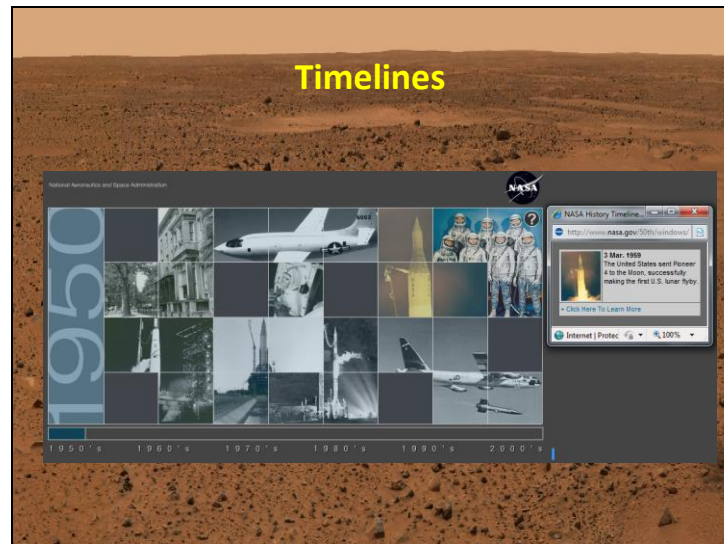 Timelines
National Aeronautics and Space Administration
NASA
1950
?
NASA History Timeline...
http://www.nasa.gov/50th/windows/
3 Mar. 1959
The United States sent Pioneer
4 to the Moon, successfully
making the first U.S. lunar flyby.
» Click Here To Learn More
Internet | Protec
100%
1950's 1960's 1970's 1980's 1990's 2000's